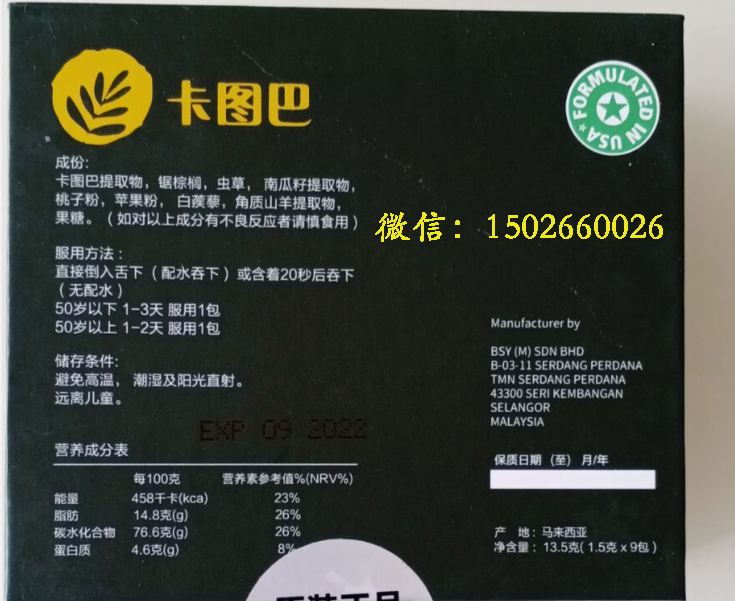 卡图巴
FORMULATED IN USA
成份:
卡图巴提取物，锯棕榈，虫草， 南瓜籽提取物，
桃子粉，苹果粉， 白蒺藜，角质山羊提取物，
果糖。（ 如对以上成分有不良反应者请慎食用 ）
微信：1502660026
服用方法 :
直接倒入舌下 （ 配水吞下 ）或含着20秒后吞下
（ 无配水 ）
50岁以下 1-3天 服用1包
50岁以上 1-2天 服用1包
储存条件:
避免高温， 潮湿及阳光直射。
远离儿童。
EXP 09 2022
Manufacturer by
BSY (M) SDN BHD
B-03-11 SERDANG PERDANA
TMN SERDANG PERDANA
43300 SERI KEMBANGAN
SELANGOR
MALAYSIA
营养成分表
每100克 营养素参考值%(NRV%)
能量 458千卡(kca) 23%
脂肪 14.8克(g) 26%
碳水化合物 76.6克(g) 26%
蛋白质 4.6克(g) 8%
保质日期 （至） 月/年
产 地：马来西亚
净含量： 13.5克( 1.5克 x 9包 )
原装正品